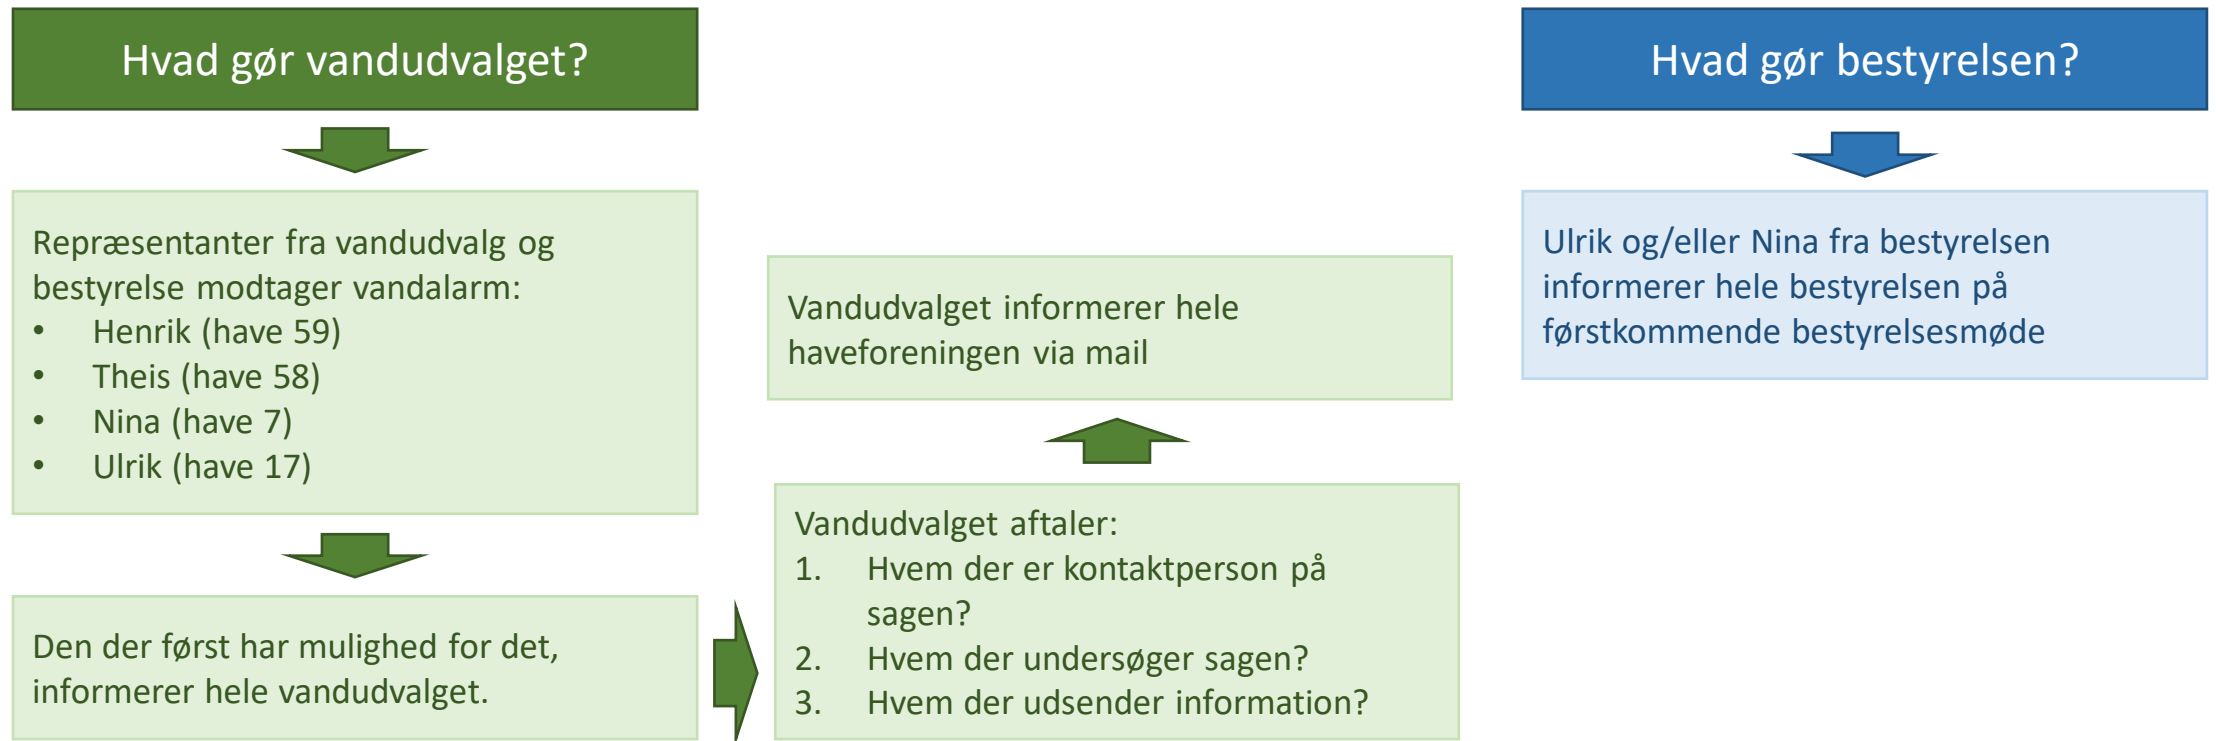 Hvad gør vandudvalget?
Repræsentanter fra vandudvalg og
bestyrelse modtager vandalarm:
• Henrik (have 59)
• Theis (have 58)
• Nina (have 7)
• Ulrik (have 17)
Den der først har mulighed for det,
informerer hele vandudvalget.
Vandudvalget aftaler:
1. Hvem der er kontaktperson på
sagen?
2. Hvem der undersøger sagen?
3. Hvem der udsender information?
Vandudvalget informerer hele
haveforeningen via mail
Hvad gør bestyrelsen?
Ulrik og/eller Nina fra bestyrelsen
informerer hele bestyrelsen på
førstkommende bestyrelsesmøde